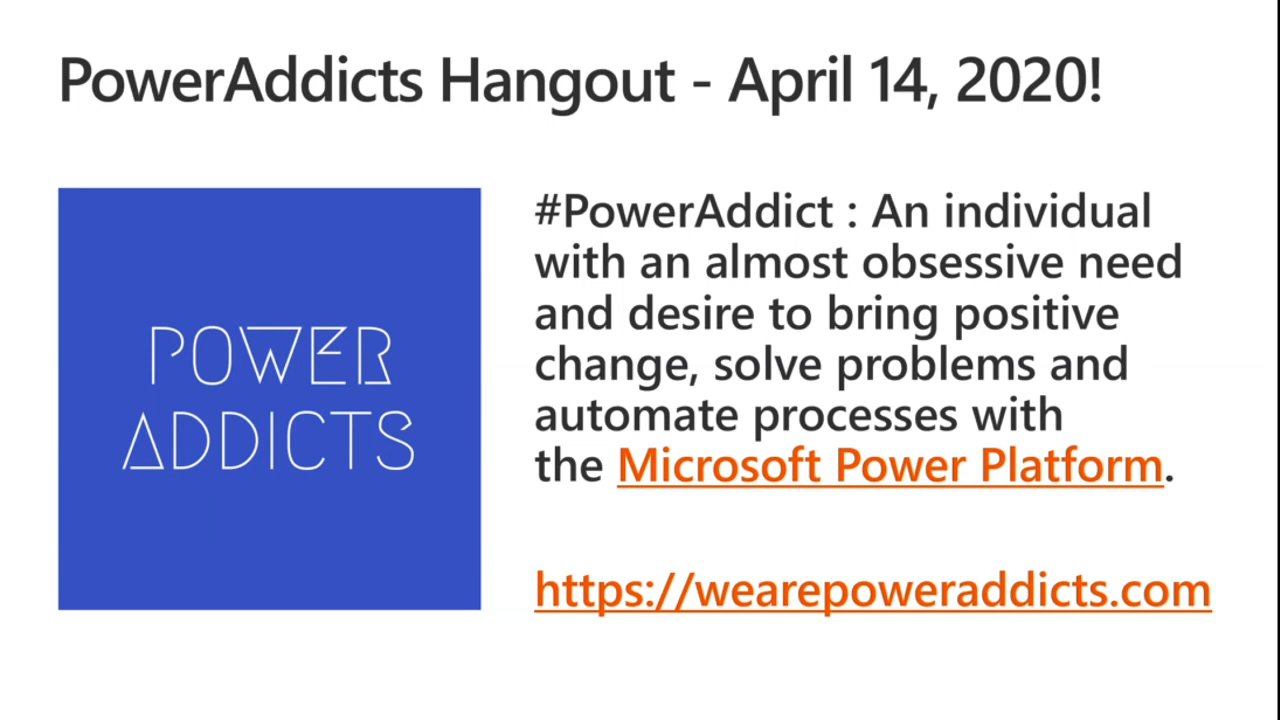 PowerAddicts Hangout - April 14, 2020!
POWER
ADDICTS
#PowerAddict : An individual
with an almost obsessive need
and desire to bring positive
change, solve problems and
automate processes with
the Microsoft Power Platform.
https://wearepoweraddicts.com